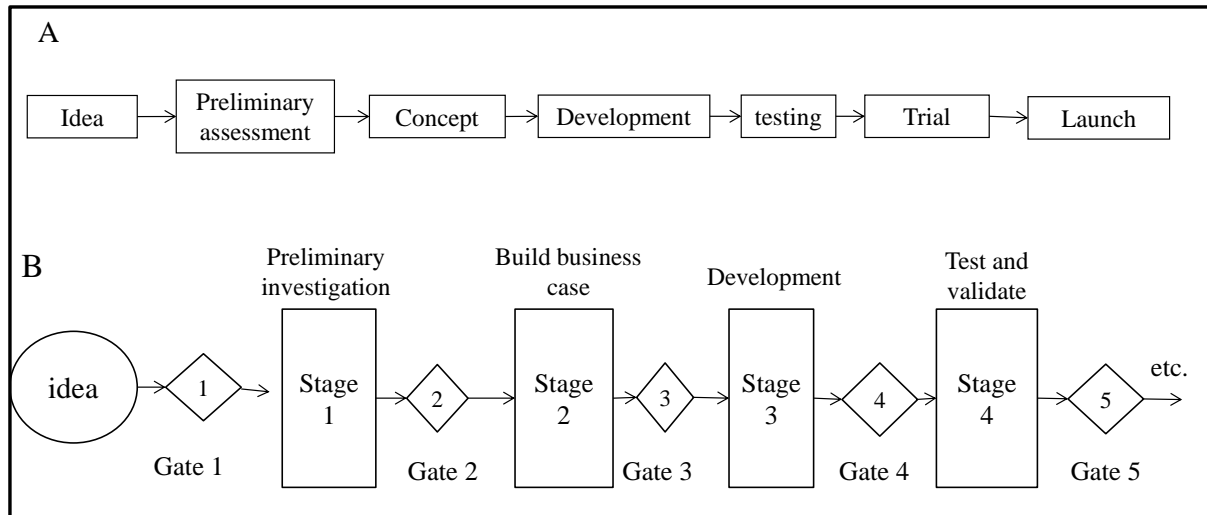 A
Idea
Preliminary
assessment
Concept
Development
testing
Trial
Launch
B
Preliminary
investigation
Build business
case
Development
Test and
validate
idea
1
Stage
1
2
Stage
2
3
Stage
3
4
Stage
4
5
etc.
Gate 1
Gate 2
Gate 3
Gate 4
Gate 5